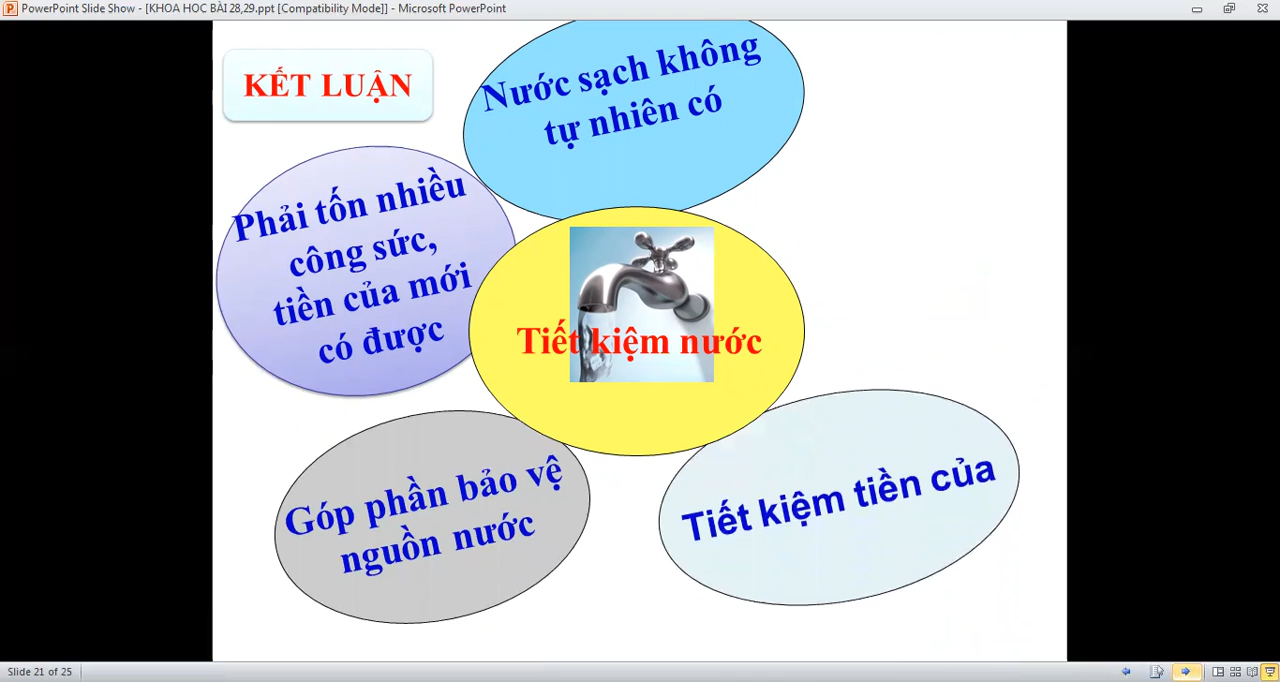 PowerPoint Slide Show - [KHOA HOC BÀI 28,29.ppt [Compatibility Mode]] - Microsoft PowerPoint
KẾT LUẬN
Nước sạch không
tự nhiên có
Phải tốn nhiều
công sức,
tiền của mới
có được
Tiết kiệm nước
Góp phần bảo vệ
nguồn nước
Tiết kiệm tiền của
Slide 21 of 25